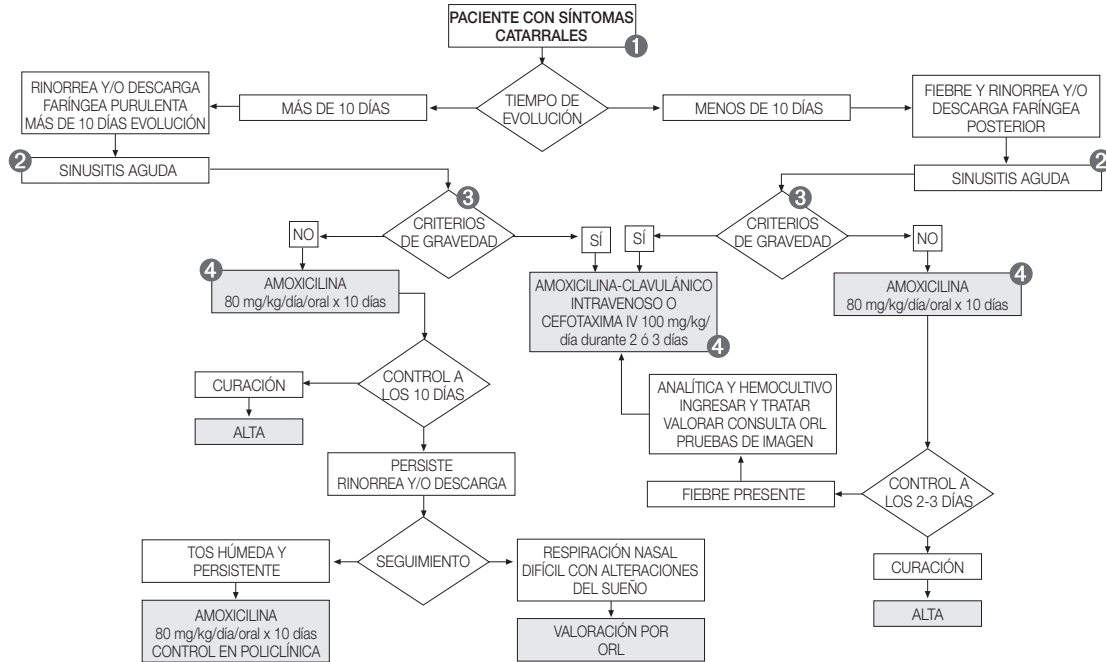 PACIENTE CON SÍNTOMAS
CATARRALES
1
TIEMPO DE
EVOLUCIÓN
MÁS DE 10 DÍAS
MENOS DE 10 DÍAS
RINORREA Y/O DESCARGA
FARÍNGEA PURULENTA
MÁS DE 10 DÍAS EVOLUCIÓN
FIEBRE Y RINORREA Y/O
DESCARGA FARÍNGEA
POSTERIOR
2
SINUSITIS AGUDA
SINUSITIS AGUDA
2
3
CRITERIOS
DE GRAVEDAD
3
CRITERIOS
DE GRAVEDAD
NO
SÍ
SÍ
NO
4
AMOXICILINA
80 mg/kg/día/oral x 10 días
AMOXICILINA-CLAVULÁNICO
INTRAVENOSO O
CEFOTAXIMA IV 100 mg/kg/
día durante 2 ó 3 días
4
4
AMOXICILINA
80 mg/kg/día/oral x 10 días
CONTROL A
LOS 10 DÍAS
CURACIÓN
ALTA
ANALÍTICA Y HEMOCULTIVO
INGRESAR Y TRATAR
VALORAR CONSULTA ORL
PRUEBAS DE IMAGEN
PERSISTE
RINORREA Y/O DESCARGA
FIEBRE PRESENTE
CONTROL A
LOS 2-3 DÍAS
TOS HÚMEDA Y
PERSISTENTE
SEGUIMIENTO
RESPIRACIÓN NASAL
DIFÍCIL CON ALTERACIONES
DEL SUEÑO
CURACIÓN
ALTA
AMOXICILINA
80 mg/kg/día/oral x 10 días
CONTROL EN POLICLÍNICA
VALORACIÓN POR
ORL